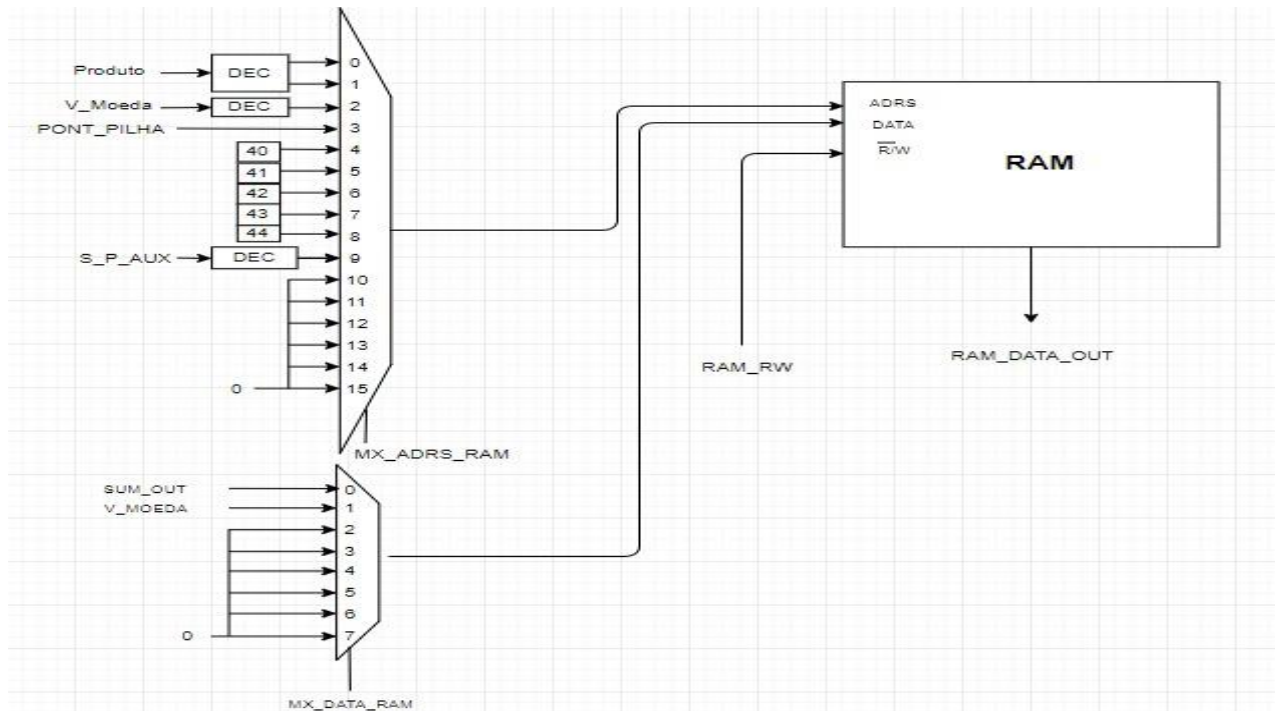 Produto
DEC
0
1
V_Moeda
DEC
2
PONT_PILHA
3
40
4
41
5
42
6
43
7
44
8
S_P_AUX
DEC
9
10
11
12
13
14
0
15
MX_ADRS_RAM
SUM_OUT
0
V_MOEDA
1
2
3
4
5
6
0
7
MX_DATA_RAM
ADRS
DATA
R/W
RAM
RAM_RW
RAM_DATA_OUT